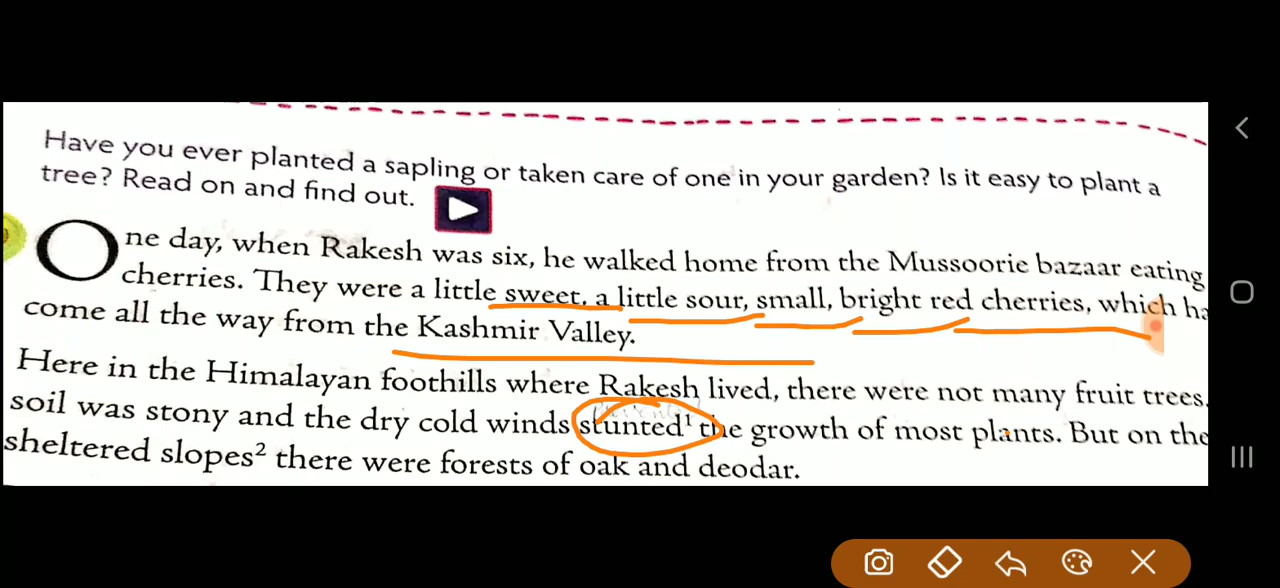 Have you ever planted a sapling or taken care of one in your garden? Is it easy to plant a
tree? Read on and find out.
One day, when Rakesh was six, he walked home from the Mussoorie bazaar eating
cherries. They were a little sweet, a little sour, small, bright red cherries, which ha
come all the way from the Kashmir Valley.
Here in the Himalayan foothills where Rakesh lived, there were not many fruit trees.
soil was stony and the dry cold winds stunted¹ the growth of most plants. But on the
sheltered slopes² there were forests of oak and deodar.